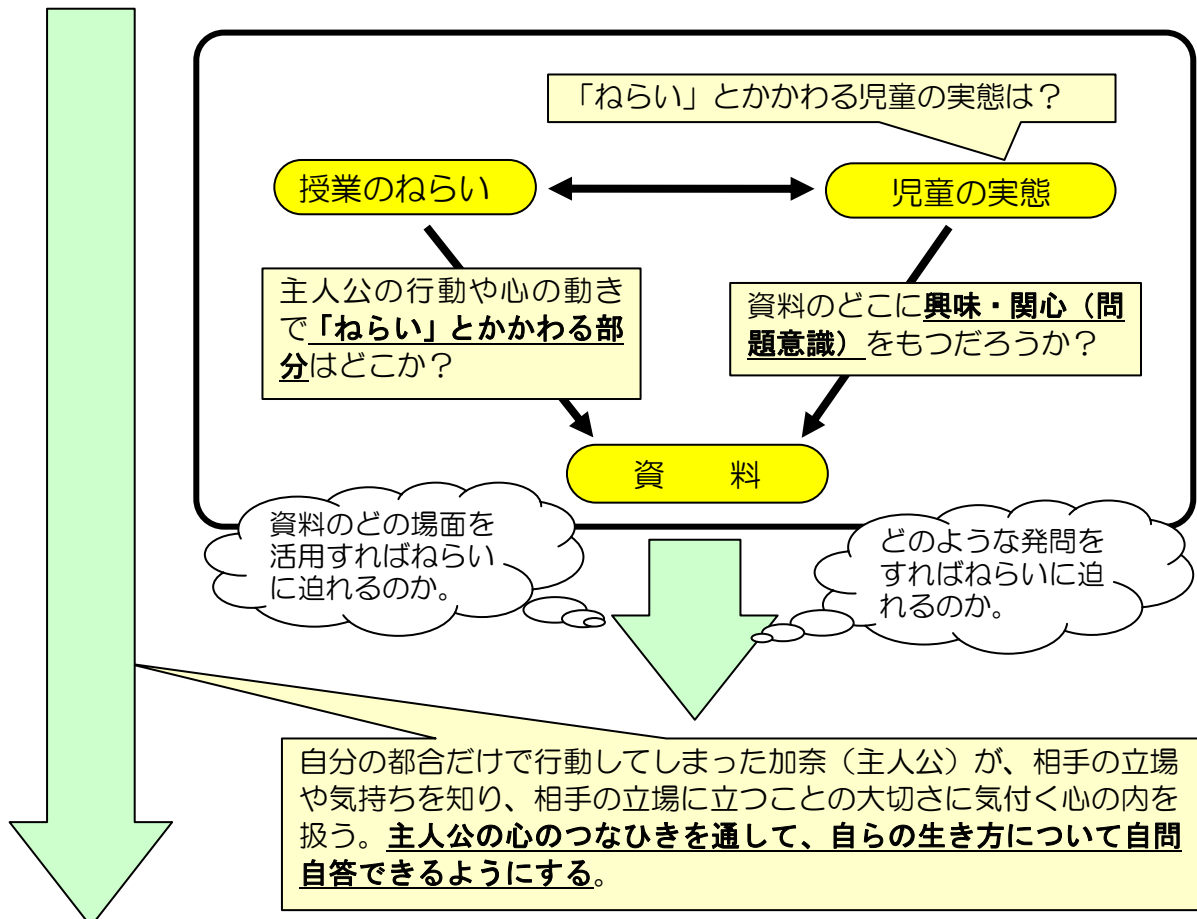 「ねらい」とかかわる児童の実態は？
授業のねらい
児童の実態
主人公の行動や心の動き
で「ねらい」とかかわる部
分はどこか？
資料のどこに興味・関心（問
題意識）をもつだろうか？
資　　料
資料のどの場面を
活用すればねらい
に迫れるのか。
どのような発問を
すればねらいに迫
れるのか。
自分の都合だけで行動してしまった加奈（主人公）が、相手の立場
や気持ちを知り、相手の立場に立つことの大切さに気付く心の内を
扱う。主人公の心のつなひきを通して、自らの生き方について自問
自答できるようにする。